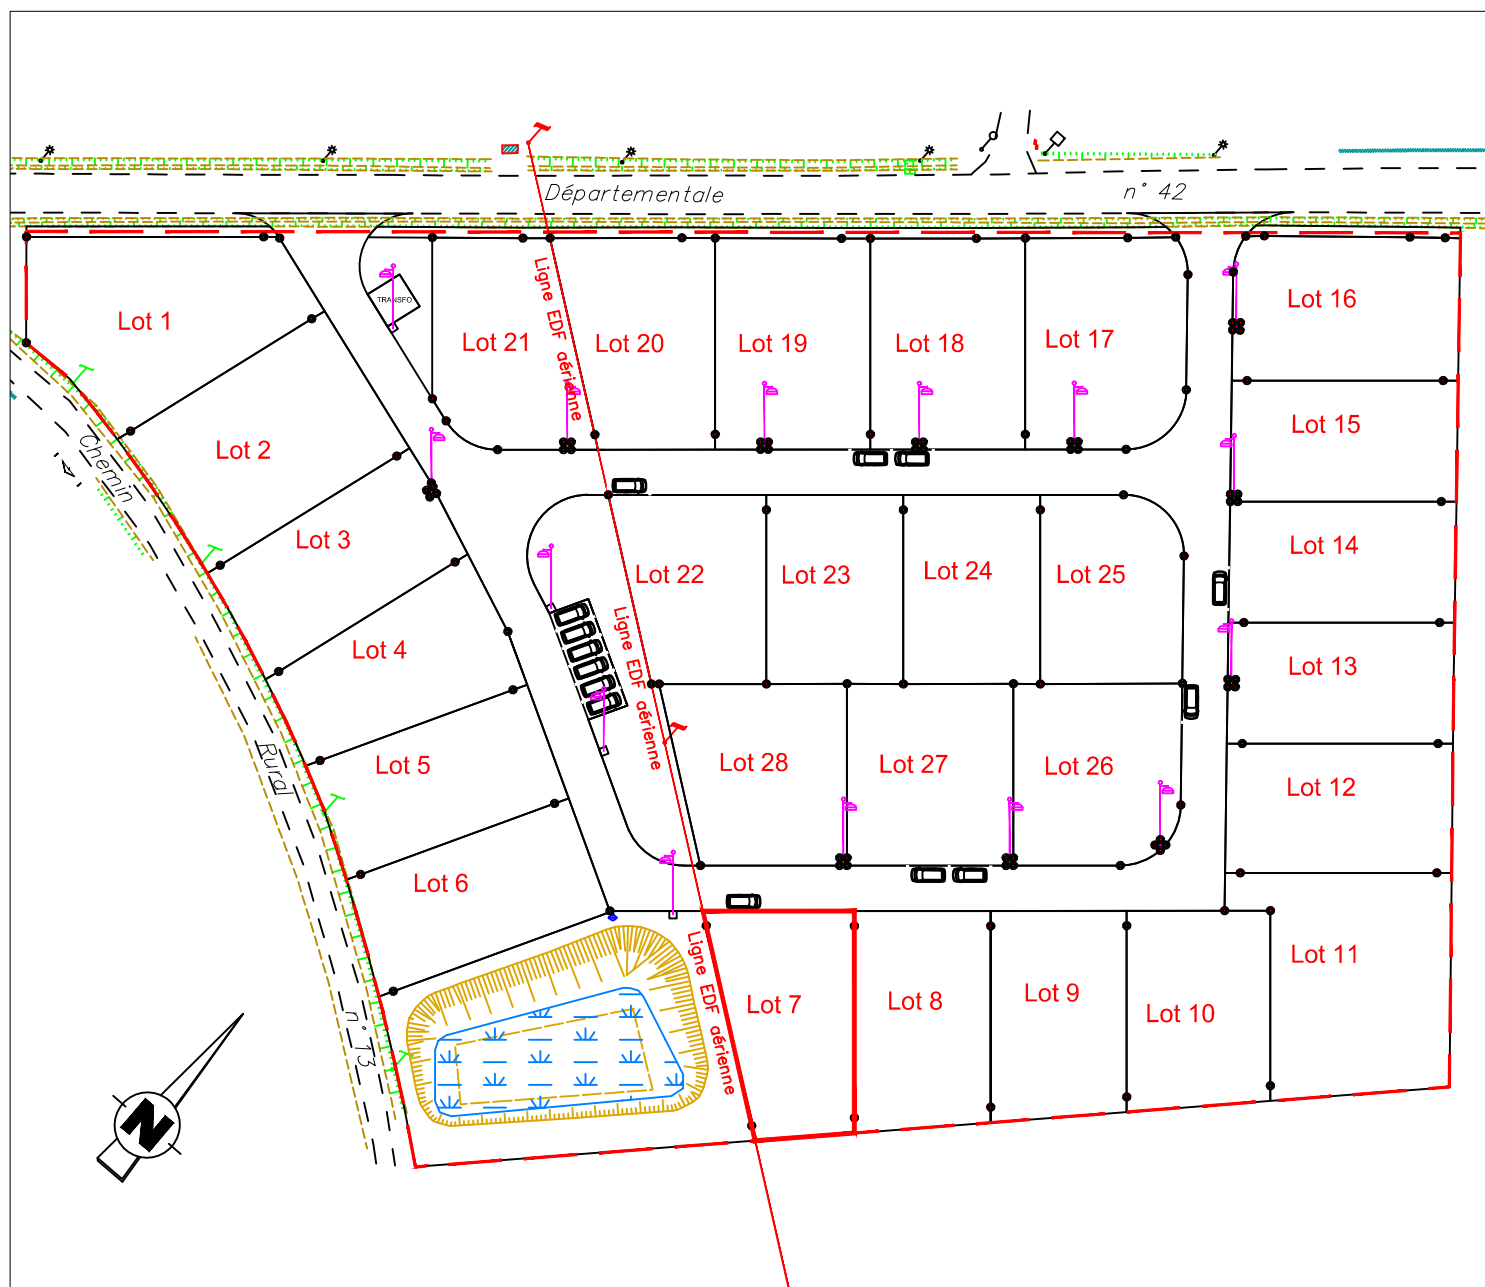 Départementale
n° 42
TRANSFO
Lot 1
Lot 2
Lot 3
Lot 4
Lot 5
Lot 6
Chemin
Rural
n° 13
Lot 21
Lot 20
Lot 19
Lot 18
Lot 17
Lot 16
Lot 15
Lot 14
Lot 13
Lot 12
Lot 11
Ligne EDF aérienne
Lot 22
Lot 23
Lot 24
Lot 25
Ligne EDF aérienne
Lot 28
Lot 27
Lot 26
Ligne EDF aérienne
Lot 7
Lot 8
Lot 9
Lot 10
N